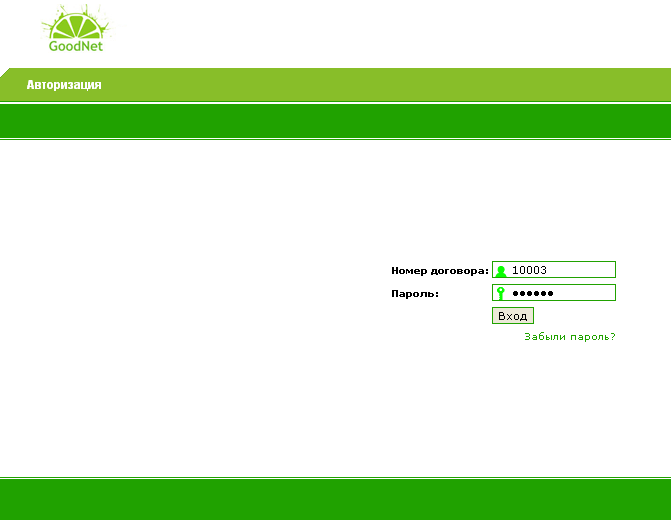 GoodNet
Авторизация
Номер договора: 10003
Пароль: ••••••
Вход
Забыли пароль?